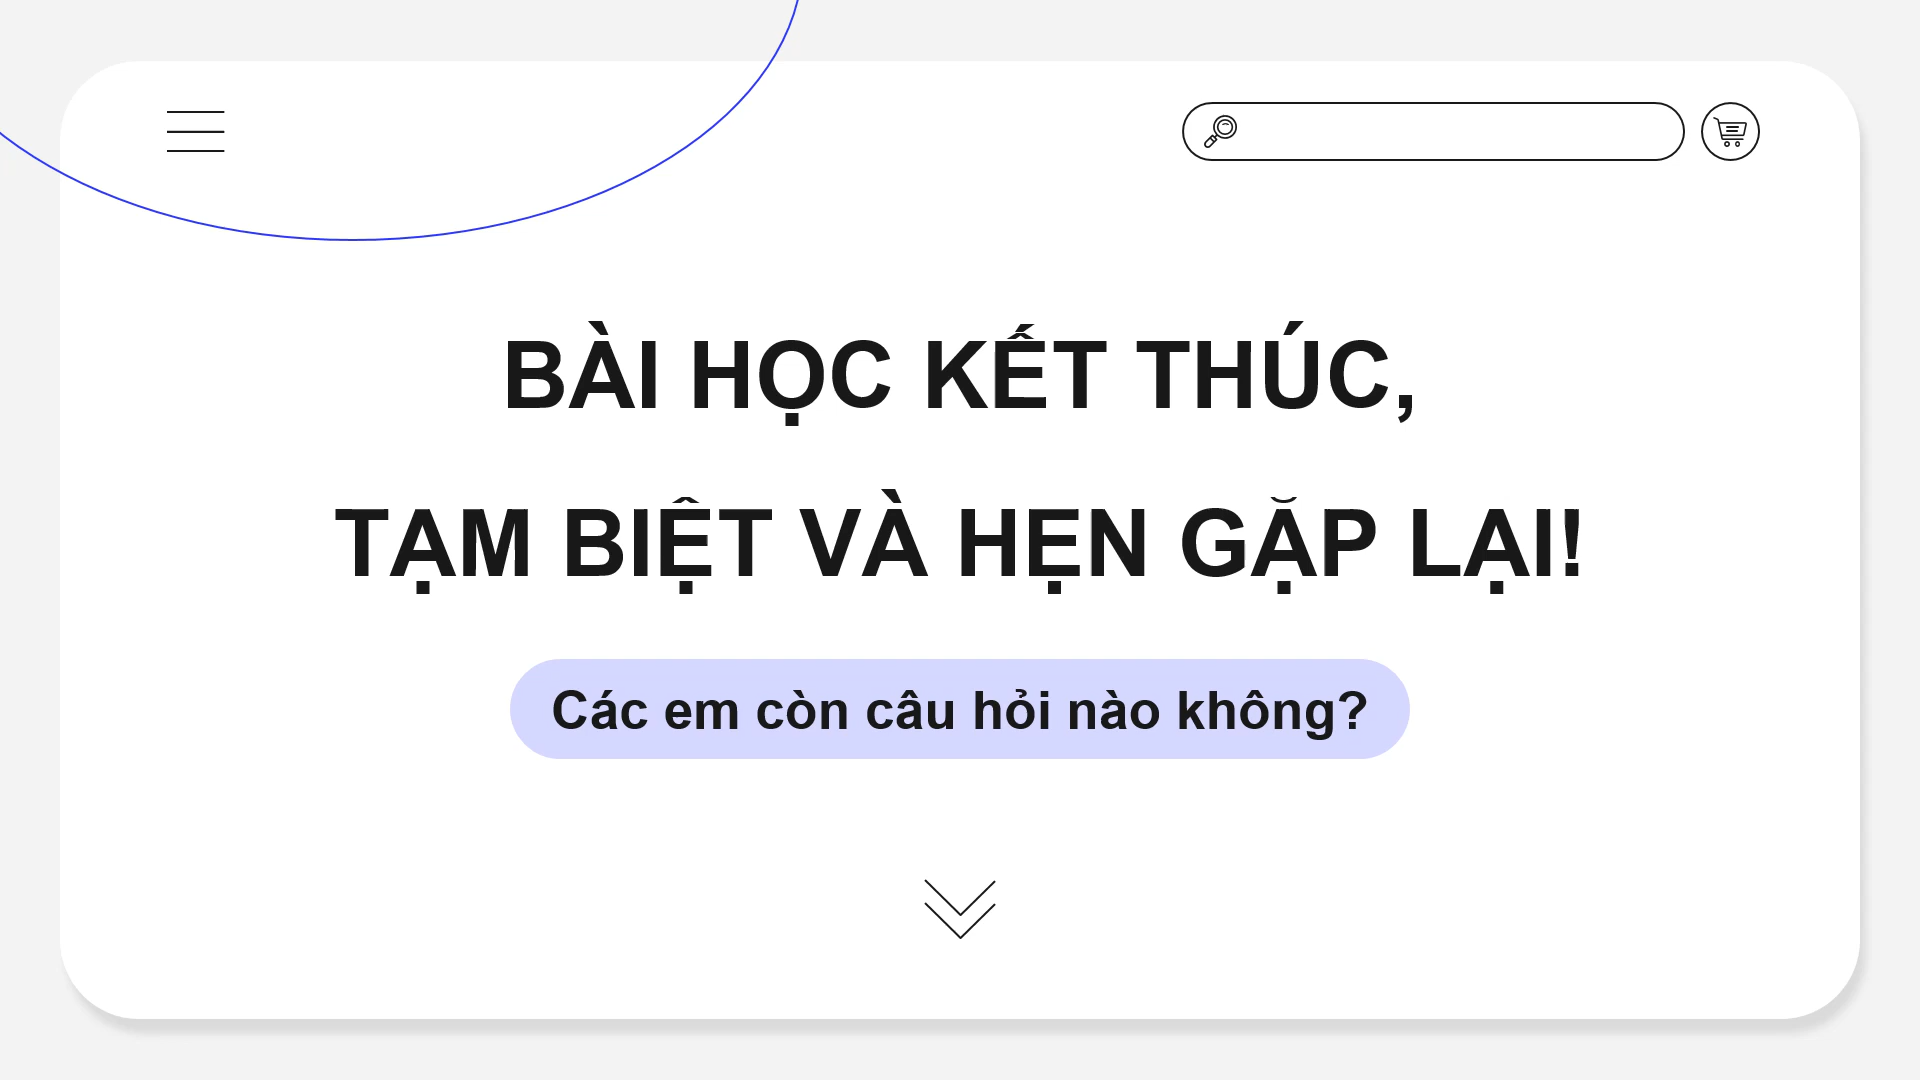 BÀI HỌC KẾT THÚC,
TẠM BIỆT VÀ HẸN GẶP LẠI!
Các em còn câu hỏi nào không?